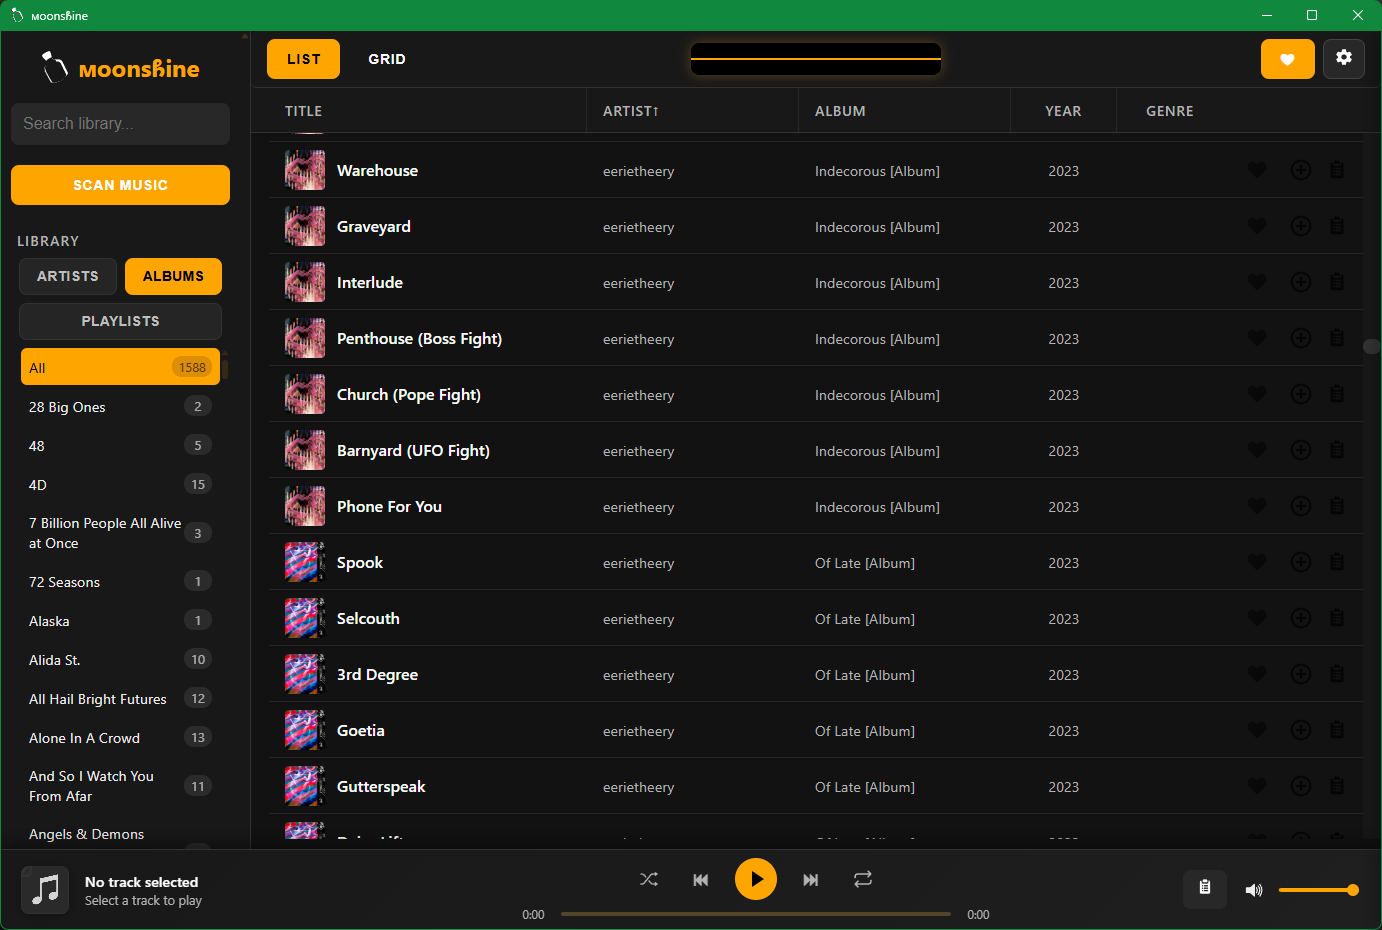 мoonsɦine
мoonsɦine
Search library...
SCAN MUSIC
LIBRARY
ARTISTS
ALBUMS
PLAYLISTS
All 1588
28 Big Ones 2
48 5
4D 15
7 Billion People All Alive
at Once 3
72 Seasons 1
Alaska 1
Alida St. 10
All Hail Bright Futures 12
Alone In A Crowd 13
And So I Watch You
From Afar 11
Angels & Demons
LIST GRID
TITLE ARTIST↑ ALBUM YEAR GENRE
Warehouse eerietheery Indecorous [Album] 2023
Graveyard eerietheery Indecorous [Album] 2023
Interlude eerietheery Indecorous [Album] 2023
Penthouse (Boss Fight) eerietheery Indecorous [Album] 2023
Church (Pope Fight) eerietheery Indecorous [Album] 2023
Barnyard (UFO Fight) eerietheery Indecorous [Album] 2023
Phone For You eerietheery Indecorous [Album] 2023
Spook eerietheery Of Late [Album] 2023
Selcouth eerietheery Of Late [Album] 2023
3rd Degree eerietheery Of Late [Album] 2023
Goetia eerietheery Of Late [Album] 2023
Gutterspeak eerietheery Of Late [Album] 2023
No track selected
Select a track to play
0:00 0:00